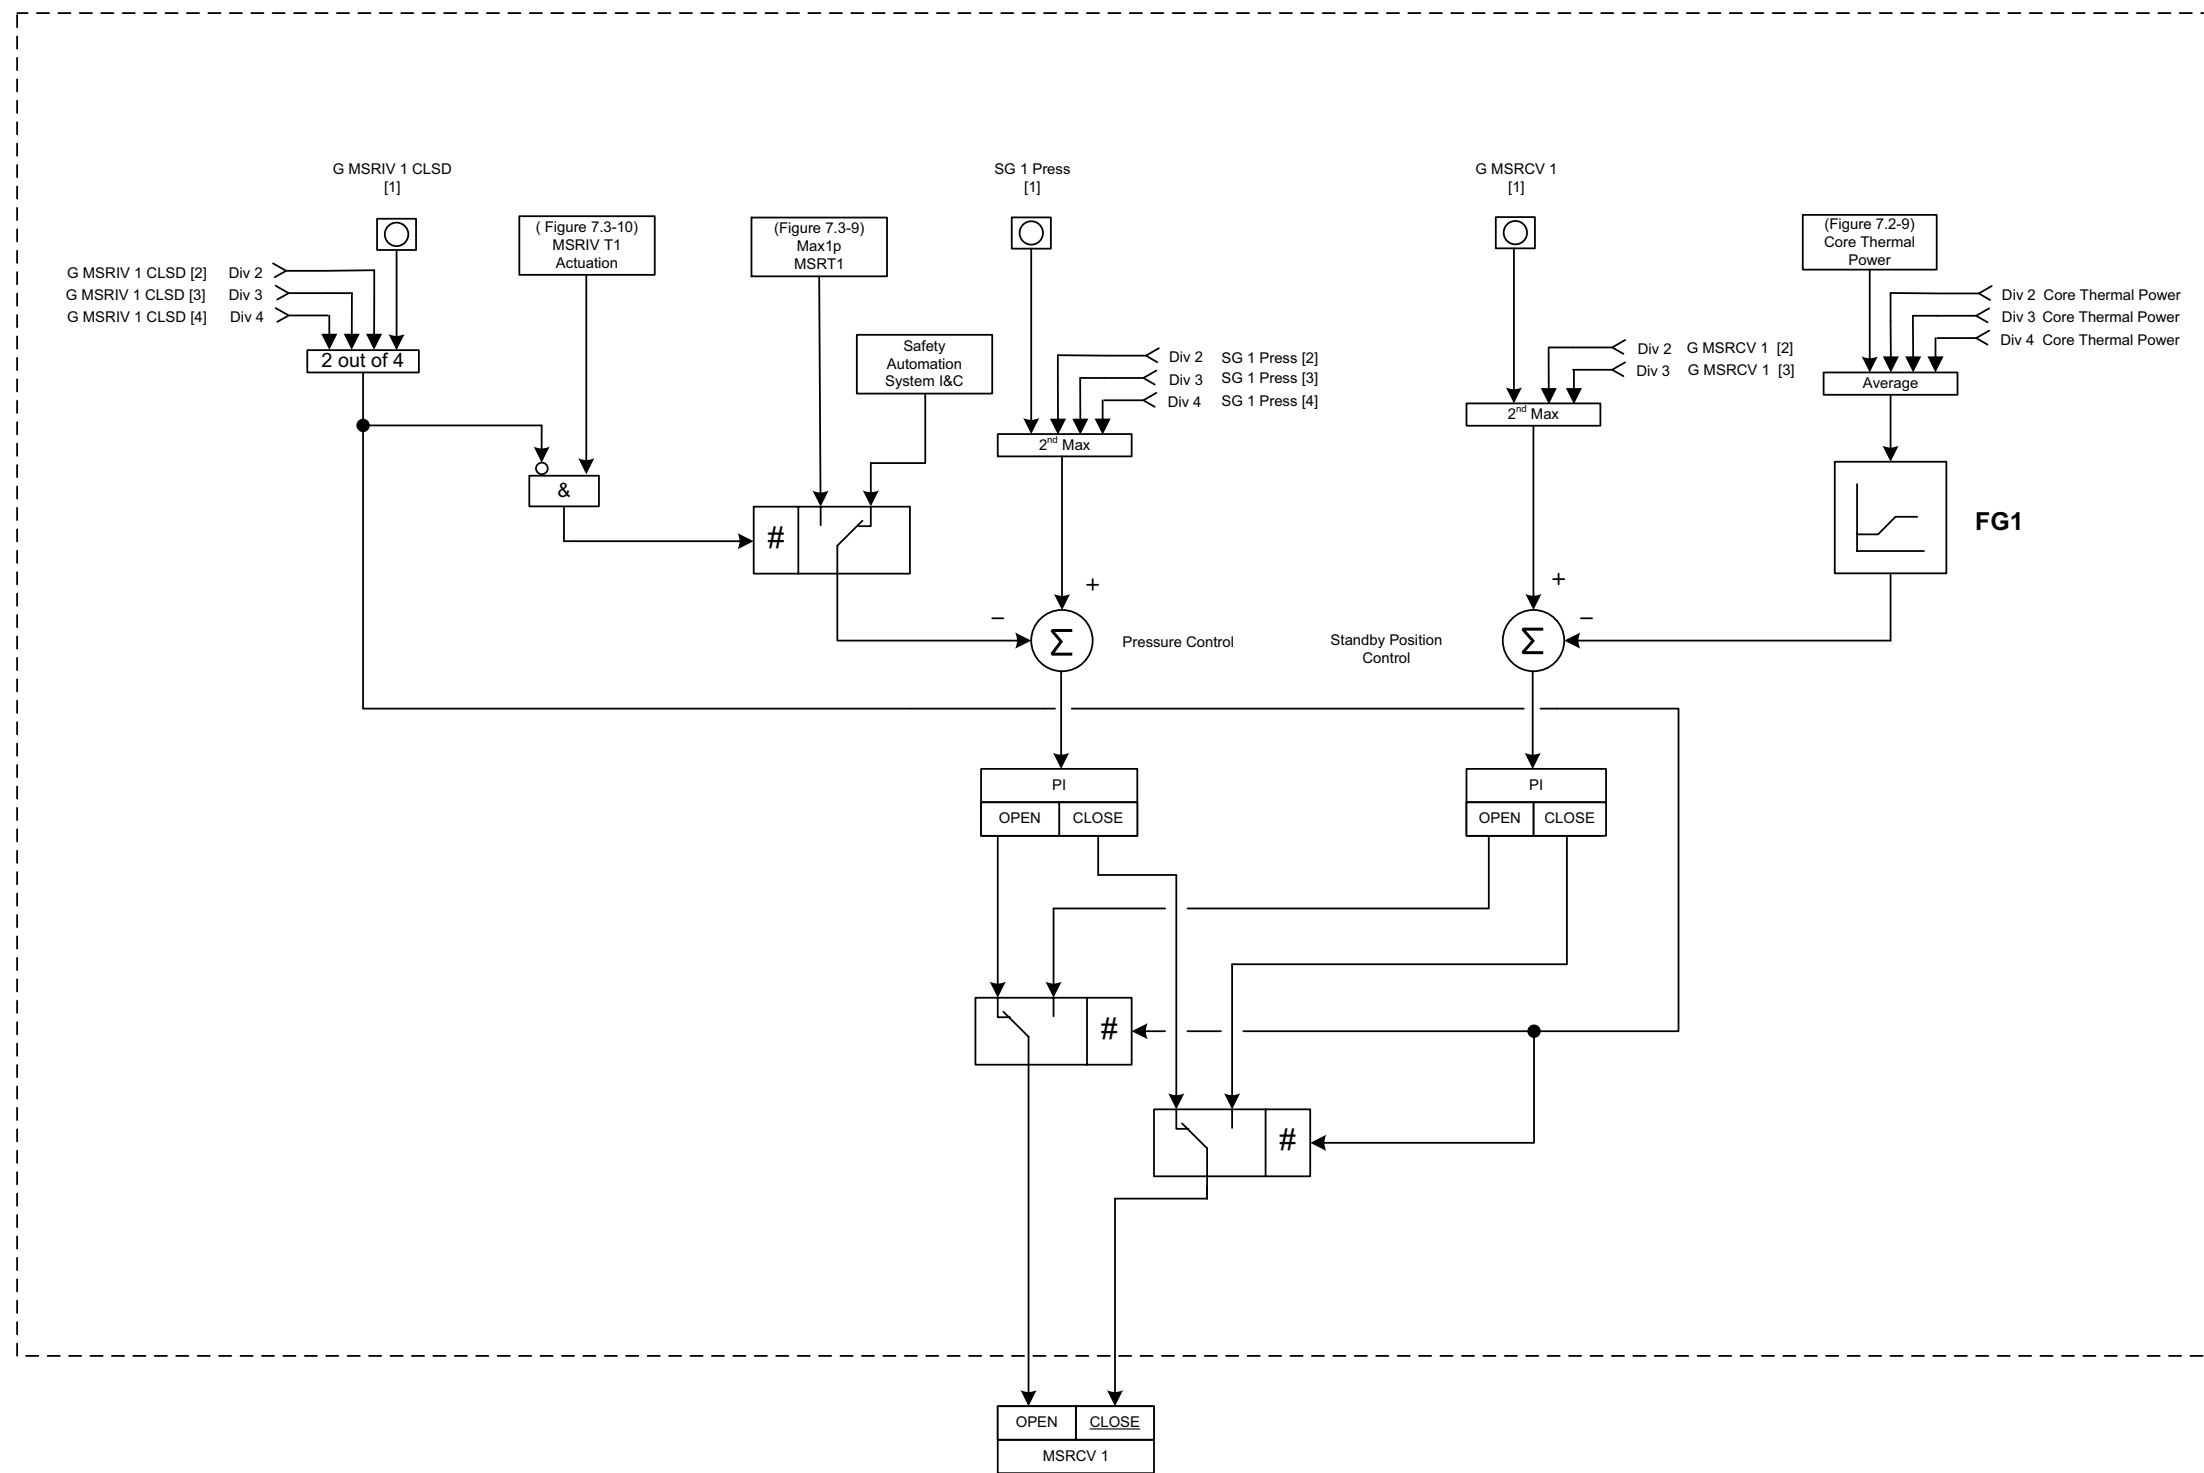 G MSRIV 1 CLSD
[1]
SG 1 Press
[1]
G MSRCV 1
[1]
( Figure 7.3-10)
MSRIV T1
Actuation
(Figure 7.3-9)
Max1p
MSRT1
(Figure 7.2-9)
Core Thermal
Power
G MSRIV 1 CLSD [2] Div 2
G MSRIV 1 CLSD [3] Div 3
G MSRIV 1 CLSD [4] Div 4
2 out of 4
Safety
Automation
System I&C
Div 2 SG 1 Press [2]
Div 3 SG 1 Press [3]
Div 4 SG 1 Press [4]
2nd Max
Div 2 G MSRCV 1 [2]
Div 3 G MSRCV 1 [3]
2nd Max
Div 2 Core Thermal Power
Div 3 Core Thermal Power
Div 4 Core Thermal Power
Average
&
#
FG1
+
−
Σ
Pressure Control
Standby Position
Control
+
−
Σ
PI
OPEN CLOSE
PI
OPEN CLOSE
#
#
OPEN CLOSE
MSRCV 1